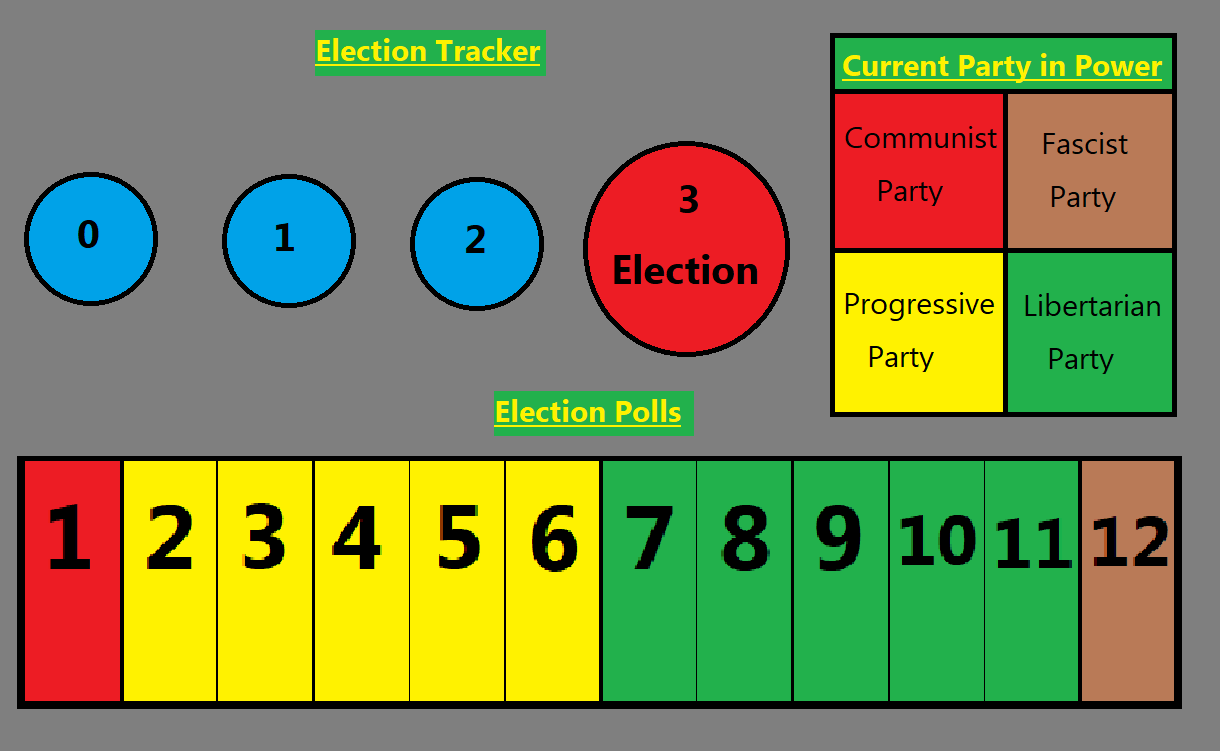 Election Tracker
0
1
2
3
Election
Current Party in Power
Communist
Party
Fascist
Party
Progressive
Party
Libertarian
Party
Election Polls
1 2 3 4 5 6 7 8 9 10 11 12